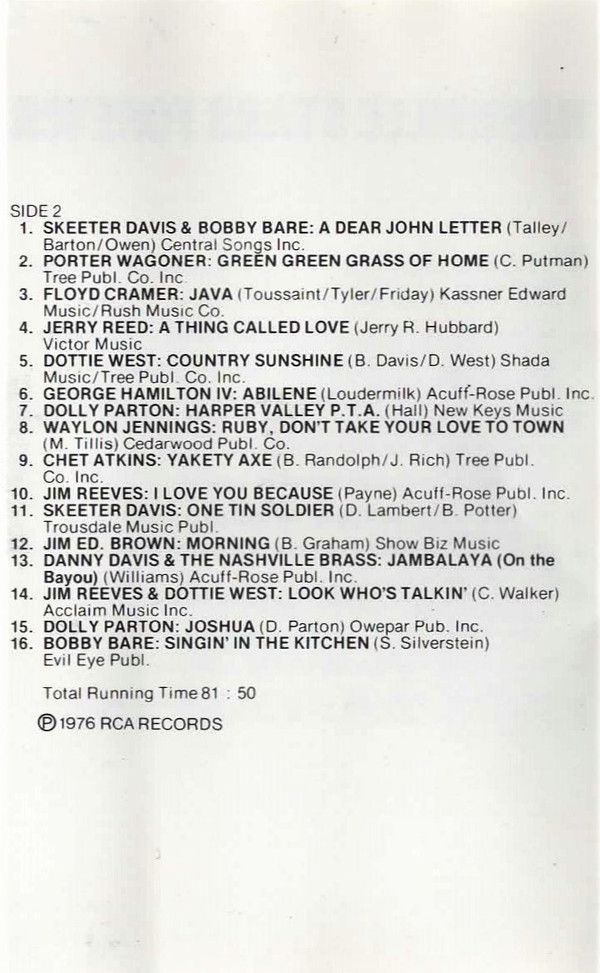 SIDE 2
1. SKEETER DAVIS & BOBBY BARE: A DEAR JOHN LETTER (Talley/
Barton/Owen) Central Songs Inc.
2. PORTER WAGONER: GREEN GREEN GRASS OF HOME (C. Putman)
Tree Publ. Co. Inc.
3. FLOYD CRAMER: JAVA (Toussaint/Tyler/Friday) Kassner Edward
Music/Rush Music Co.
4. JERRY REED: A THING CALLED LOVE (Jerry R. Hubbard)
Victor Music
5. DOTTIE WEST: COUNTRY SUNSHINE (B. Davis/D. West) Shada
Music/Tree Publ. Co. Inc.
6. GEORGE HAMILTON IV: ABILENE (Loudermilk) Acuff-Rose Publ. Inc.
7. DOLLY PARTON: HARPER VALLEY P.T.A. (Hall) New Keys Music
8. WAYLON JENNINGS: RUBY, DON'T TAKE YOUR LOVE TO TOWN
(M. Tillis) Cedarwood Publ. Co.
9. CHET ATKINS: YAKETY AXE (B. Randolph/J. Rich) Tree Publ.
Co. Inc.
10. JIM REEVES: I LOVE YOU BECAUSE (Payne) Acuff-Rose Publ. Inc.
11. SKEETER DAVIS: ONE TIN SOLDIER (D. Lambert/B. Potter)
Trousdale Music Publ.
12. JIM ED. BROWN: MORNING (B. Graham) Show Biz Music
13. DANNY DAVIS & THE NASHVILLE BRASS: JAMBALAYA (On the
Bayou) (Williams) Acuff-Rose Publ. Inc.
14. JIM REEVES & DOTTIE WEST: LOOK WHO'S TALKIN' (C. Walker)
Acclaim Music Inc.
15. DOLLY PARTON: JOSHUA (D. Parton) Owepar Pub. Inc.
16. BOBBY BARE: SINGIN' IN THE KITCHEN (S. Silverstein)
Evil Eye Publ.
Total Running Time 81 : 50
Ⓟ 1976 RCA RECORDS